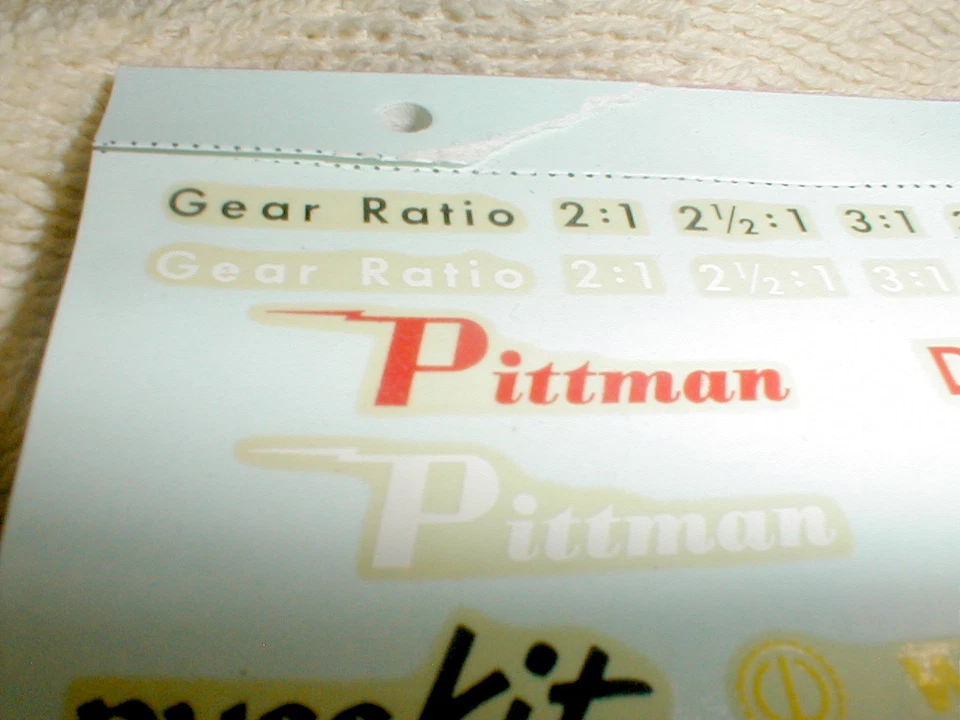 Gear Ratio 2:1 2½:1 3:1
Gear Ratio 2:1 2½:1 3:1
Pittman D
Pittman
kit